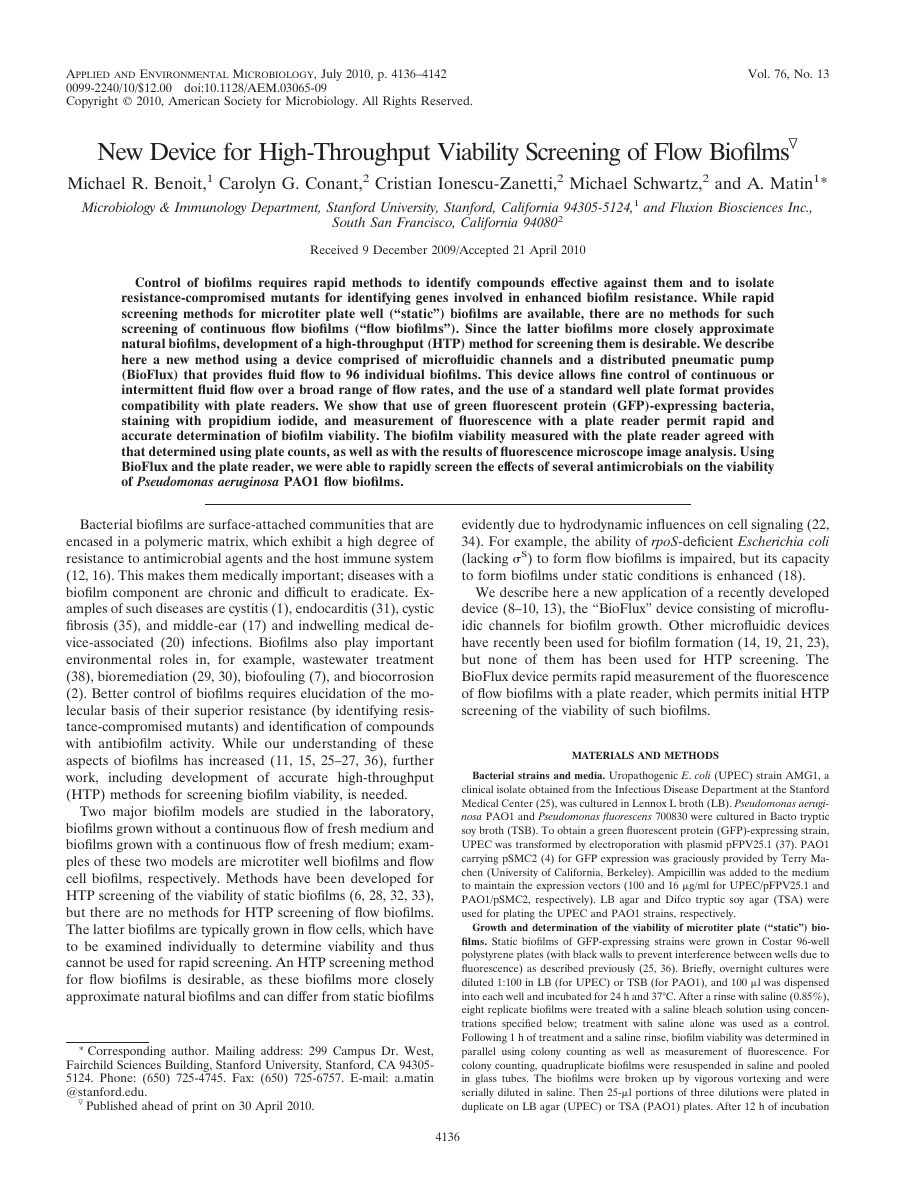 APPLIED AND ENVIRONMENTAL MICROBIOLOGY, July 2010, p. 4136–4142
Vol. 76, No. 13
0099-2240/10/$12.00 doi:10.1128/AEM.03065-09
Copyright © 2010, American Society for Microbiology. All Rights Reserved.
New Device for High-Throughput Viability Screening of Flow Biofilms▿
Michael R. Benoit,1 Carolyn G. Conant,2 Cristian Ionescu-Zanetti,2 Michael Schwartz,2 and A. Matin1*
Microbiology & Immunology Department, Stanford University, Stanford, California 94305-5124,1 and Fluxion Biosciences Inc.,
South San Francisco, California 940802
Received 9 December 2009/Accepted 21 April 2010
Control of biofilms requires rapid methods to identify compounds effective against them and to isolate
resistance-compromised mutants for identifying genes involved in enhanced biofilm resistance. While rapid
screening methods for microtiter plate well (“static”) biofilms are available, there are no methods for such
screening of continuous flow biofilms (“flow biofilms”). Since the latter biofilms more closely approximate
natural biofilms, development of a high-throughput (HTP) method for screening them is desirable. We describe
here a new method using a device comprised of microfluidic channels and a distributed pneumatic pump
(BioFlux) that provides fluid flow to 96 individual biofilms. This device allows fine control of continuous or
intermittent fluid flow over a broad range of flow rates, and the use of a standard well plate format provides
compatibility with plate readers. We show that use of green fluorescent protein (GFP)-expressing bacteria,
staining with propidium iodide, and measurement of fluorescence with a plate reader permit rapid and
accurate determination of biofilm viability. The biofilm viability measured with the plate reader agreed with
that determined using plate counts, as well as with the results of fluorescence microscope image analysis. Using
BioFlux and the plate reader, we were able to rapidly screen the effects of several antimicrobials on the viability
of Pseudomonas aeruginosa PAO1 flow biofilms.
Bacterial biofilms are surface-attached communities that are
encased in a polymeric matrix, which exhibit a high degree of
resistance to antimicrobial agents and the host immune system
(12, 16). This makes them medically important; diseases with a
biofilm component are chronic and difficult to eradicate. Ex-
amples of such diseases are cystitis (1), endocarditis (31), cystic
fibrosis (35), and middle-ear (17) and indwelling medical de-
vice-associated (20) infections. Biofilms also play important
environmental roles in, for example, wastewater treatment
(38), bioremediation (29, 30), biofouling (7), and biocorrosion
(2). Better control of biofilms requires elucidation of the mo-
lecular basis of their superior resistance (by identifying resis-
tance-compromised mutants) and identification of compounds
with antibiofilm activity. While our understanding of these
aspects of biofilms has increased (11, 15, 25–27, 36), further
work, including development of accurate high-throughput
(HTP) methods for screening biofilm viability, is needed.
Two major biofilm models are studied in the laboratory,
biofilms grown without a continuous flow of fresh medium and
biofilms grown with a continuous flow of fresh medium; exam-
ples of these two models are microtiter well biofilms and flow
cell biofilms, respectively. Methods have been developed for
HTP screening of the viability of static biofilms (6, 28, 32, 33),
but there are no methods for HTP screening of flow biofilms.
The latter biofilms are typically grown in flow cells, which have
to be examined individually to determine viability and thus
cannot be used for rapid screening. An HTP screening method
for flow biofilms is desirable, as these biofilms more closely
approximate natural biofilms and can differ from static biofilms
* Corresponding author. Mailing address: 299 Campus Dr. West,
Fairchild Sciences Building, Stanford University, Stanford, CA 94305-
5124. Phone: (650) 725-4745. Fax: (650) 725-6757. E-mail: a.matin
@stanford.edu.
▿ Published ahead of print on 30 April 2010.
evidently due to hydrodynamic influences on cell signaling (22,
34). For example, the ability of rpoS-deficient Escherichia coli
(lacking σS) to form flow biofilms is impaired, but its capacity
to form biofilms under static conditions is enhanced (18).
We describe here a new application of a recently developed
device (8–10, 13), the “BioFlux” device consisting of microflu-
idic channels for biofilm growth. Other microfluidic devices
have recently been used for biofilm formation (14, 19, 21, 23),
but none of them has been used for HTP screening. The
BioFlux device permits rapid measurement of the fluorescence
of flow biofilms with a plate reader, which permits initial HTP
screening of the viability of such biofilms.
MATERIALS AND METHODS
Bacterial strains and media. Uropathogenic E. coli (UPEC) strain AMG1, a
clinical isolate obtained from the Infectious Disease Department at the Stanford
Medical Center (25), was cultured in Lennox L broth (LB). Pseudomonas aerugi-
nosa PAO1 and Pseudomonas fluorescens 700830 were cultured in Bacto tryptic
soy broth (TSB). To obtain a green fluorescent protein (GFP)-expressing strain,
UPEC was transformed by electroporation with plasmid pFPV25.1 (37). PAO1
carrying pSMC2 (4) for GFP expression was graciously provided by Terry Ma-
chen (University of California, Berkeley). Ampicillin was added to the medium
to maintain the expression vectors (100 and 16 μg/ml for UPEC/pFPV25.1 and
PAO1/pSMC2, respectively). LB agar and Difco tryptic soy agar (TSA) were
used for plating the UPEC and PAO1 strains, respectively.
Growth and determination of the viability of microtiter plate (“static”) bio-
films. Static biofilms of GFP-expressing strains were grown in Costar 96-well
polystyrene plates (with black walls to prevent interference between wells due to
fluorescence) as described previously (25, 36). Briefly, overnight cultures were
diluted 1:100 in LB (for UPEC) or TSB (for PAO1), and 100 μl was dispensed
into each well and incubated for 24 h and 37°C. After a rinse with saline (0.85%),
eight replicate biofilms were treated with a saline bleach solution using concen-
trations specified below; treatment with saline alone was used as a control.
Following 1 h of treatment and a saline rinse, biofilm viability was determined in
parallel using colony counting as well as measurement of fluorescence. For
colony counting, quadruplicate biofilms were resuspended in saline and pooled
in glass tubes. The biofilms were broken up by vigorous vortexing and were
serially diluted in saline. Then 25-μl portions of three dilutions were plated in
duplicate on LB agar (UPEC) or TSA (PAO1) plates. After 12 h of incubation
4136